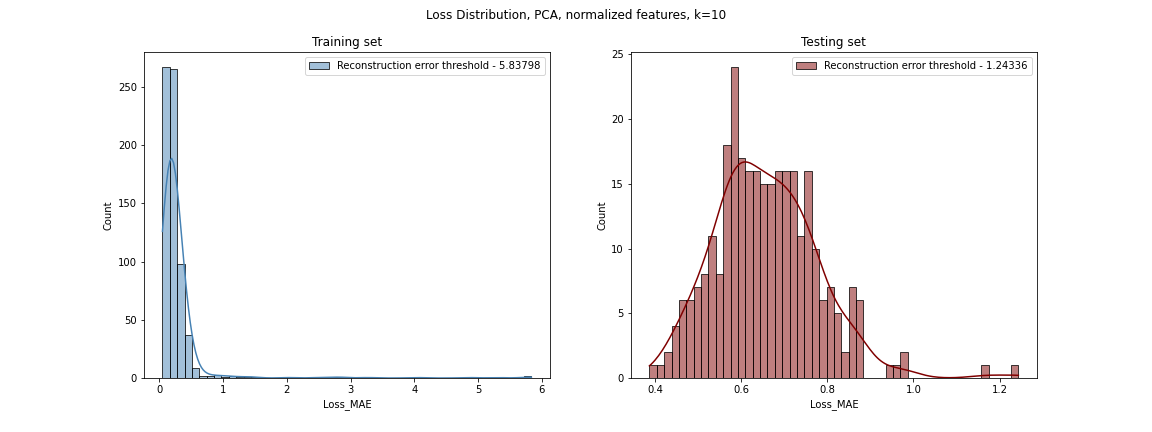 Loss Distribution, PCA, normalized features, k=10
Training set
Reconstruction error threshold - 5.83798
Count
250
200
150
100
50
0
0 1 2 3 4 5 6
Loss_MAE
Testing set
Reconstruction error threshold - 1.24336
Count
25
20
15
10
5
0
0.4 0.6 0.8 1.0 1.2
Loss_MAE